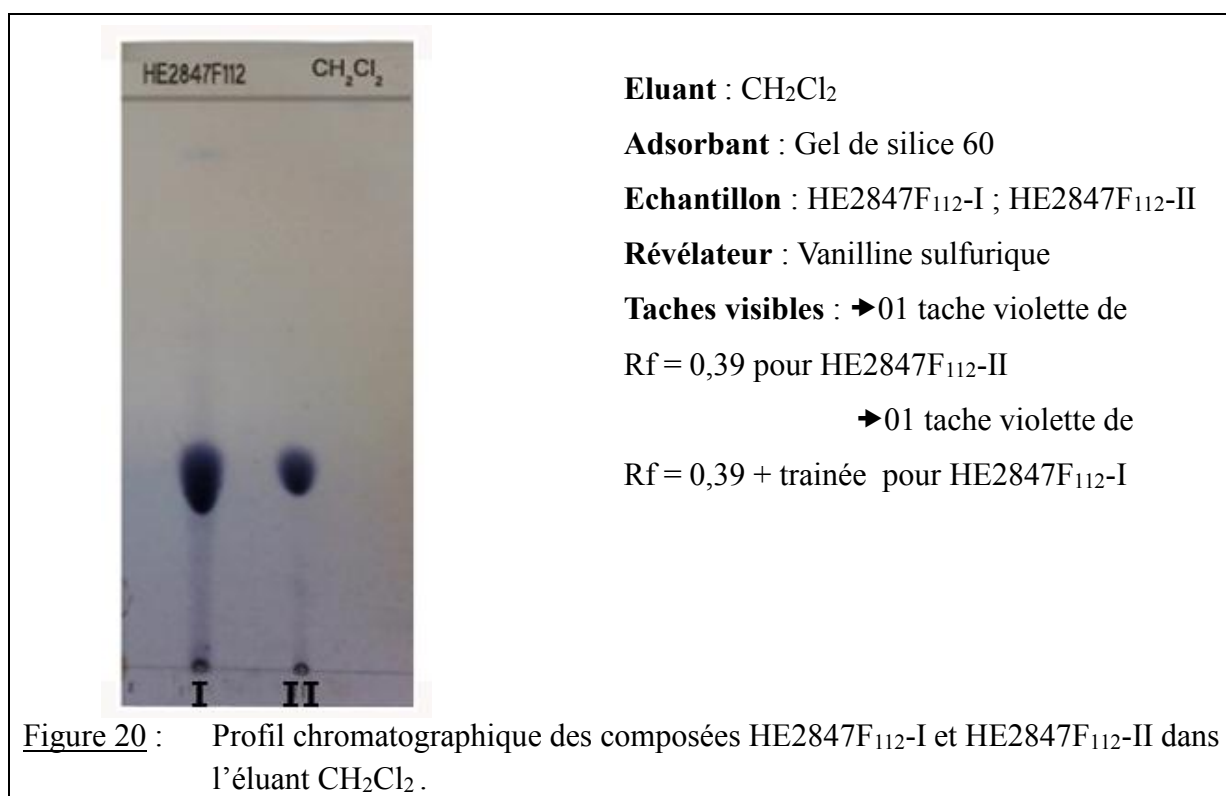 HE2847F112 CH₂Cl₂
I II
Eluant : CH₂Cl₂
Adsorbant : Gel de silice 60
Echantillon : HE2847F₁₁₂-I ; HE2847F₁₁₂-II
Révélateur : Vanilline sulfurique
Taches visibles : ➔01 tache violette de
Rf = 0,39 pour HE2847F₁₁₂-II
➔01 tache violette de
Rf = 0,39 + trainée pour HE2847F₁₁₂-I
Figure 20 : Profil chromatographique des composées HE2847F₁₁₂-I et HE2847F₁₁₂-II dans
l’éluant CH₂Cl₂ .